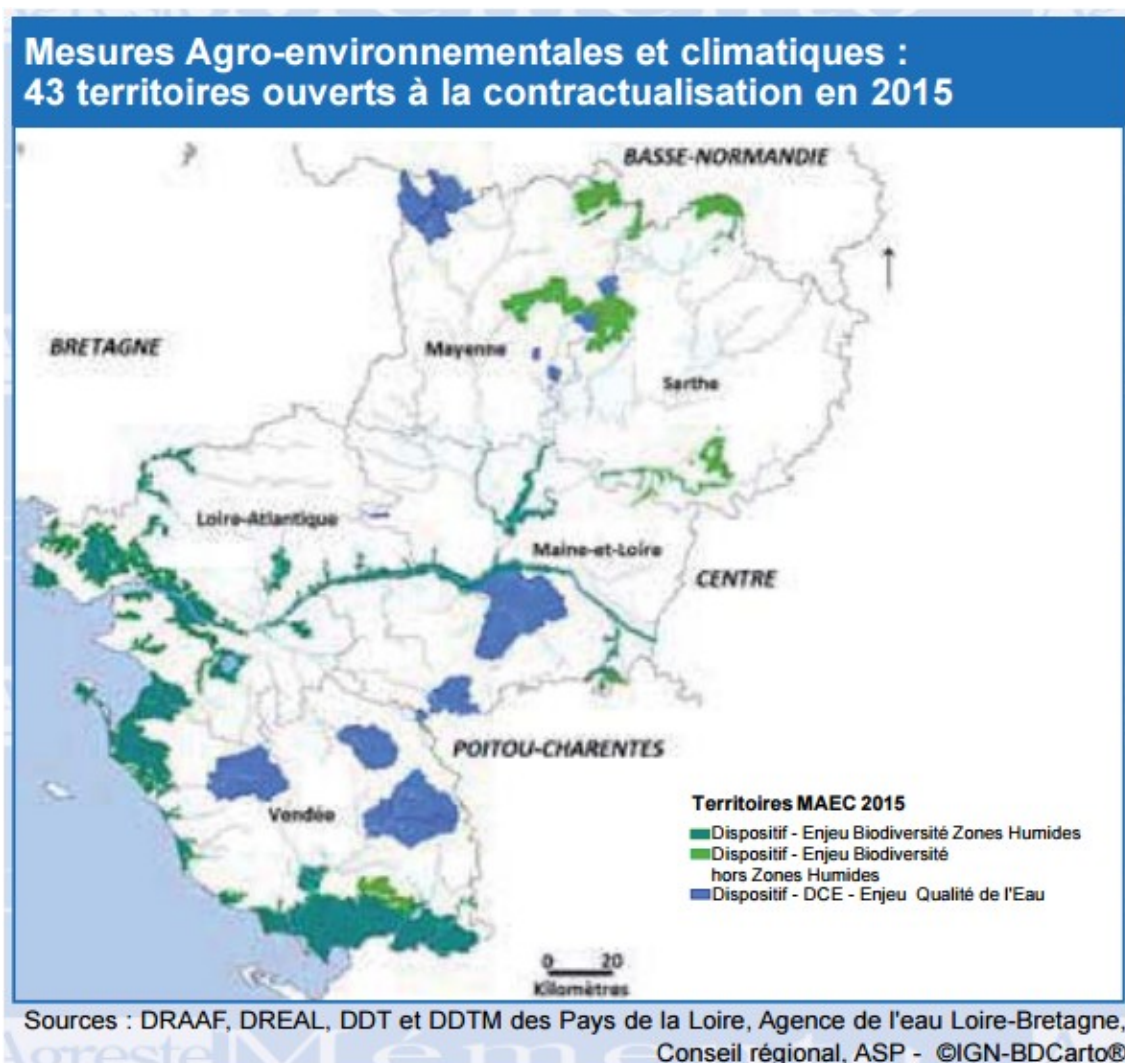 Mesures Agro-environnementales et climatiques :
43 territoires ouverts à la contractualisation en 2015
BASSE-NORMANDIE
BRETAGNE
Mayenne
Sarthe
Loire-Atlantique
Maine-et-Loire
CENTRE
POITOU-CHARENTES
Vendée
Territoires MAEC 2015
Dispositif - Enjeu Biodiversité Zones Humides
Dispositif - Enjeu Biodiversité
hors Zones Humides
Dispositif - DCE - Enjeu Qualité de l'Eau
0 20
Kilomètres
Sources : DRAAF, DREAL, DDT et DDTM des Pays de la Loire, Agence de l'eau Loire-Bretagne,
Conseil régional, ASP - ©IGN-BDCarto®
Agreste Mémento